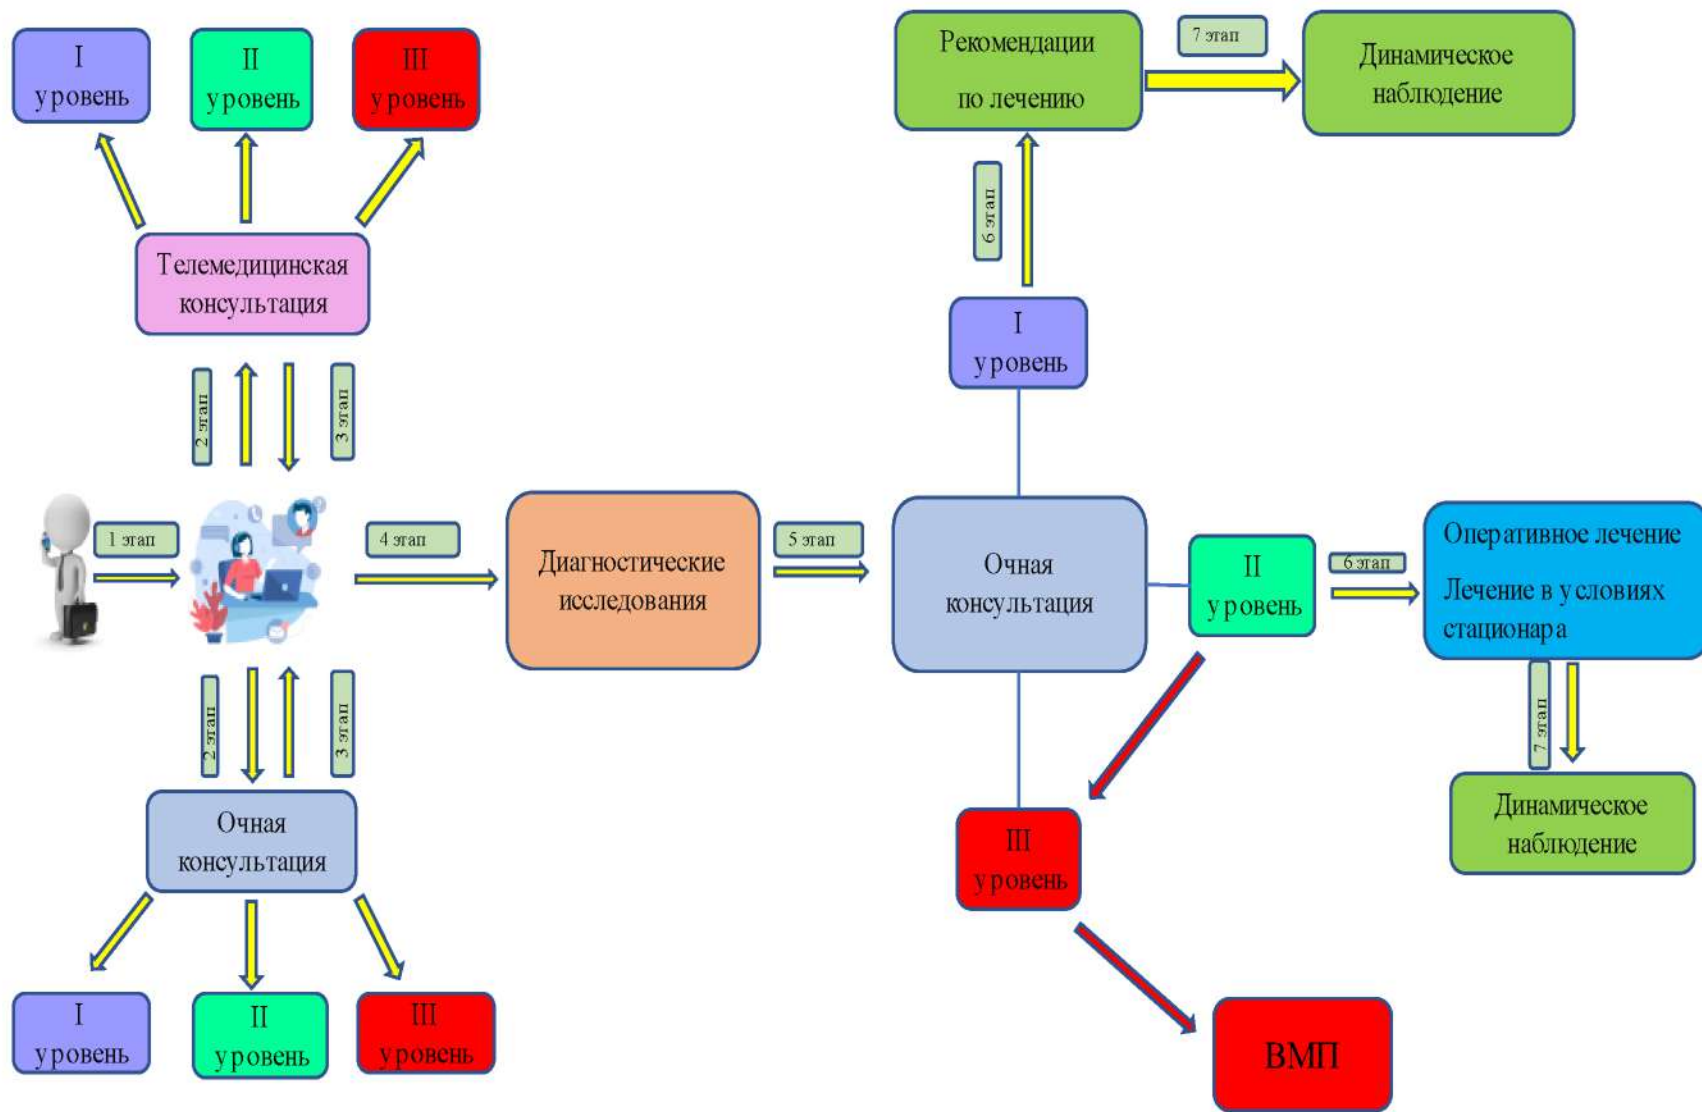 I
уровень
II
уровень
III
уровень
Телемедицинская
консультация
2 этап
3 этап
1 этап
4 этап
2 этап
3 этап
Очная
консультация
I
уровень
II
уровень
III
уровень
Диагностические
исследования
5 этап
Очная
консультация
I
уровень
6 этап
Рекомендации
по лечению
7 этап
Динамическое
наблюдение
II
уровень
6 этап
Оперативное лечение
Лечение в условиях
стационара
7 этап
Динамическое
наблюдение
III
уровень
ВМП